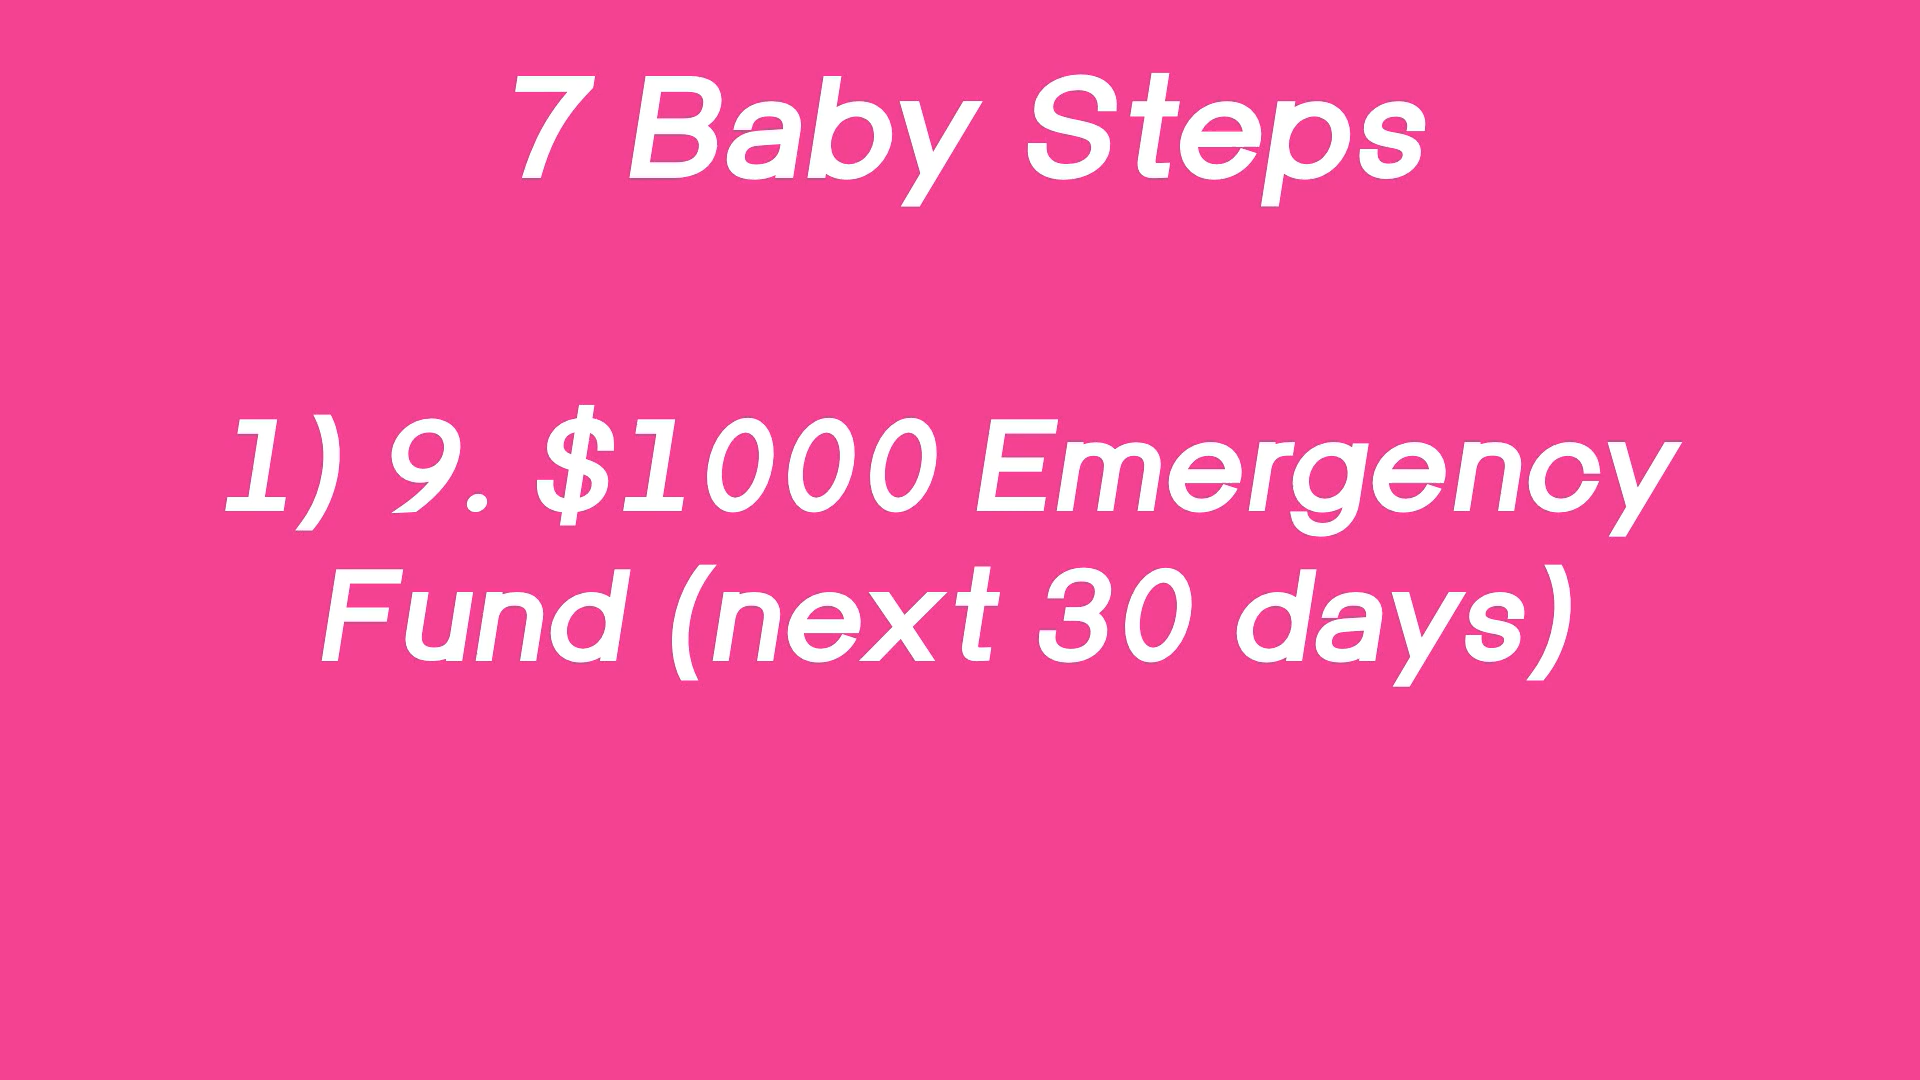 7 Baby Steps
1) 9. $1000 Emergency
Fund (next 30 days)